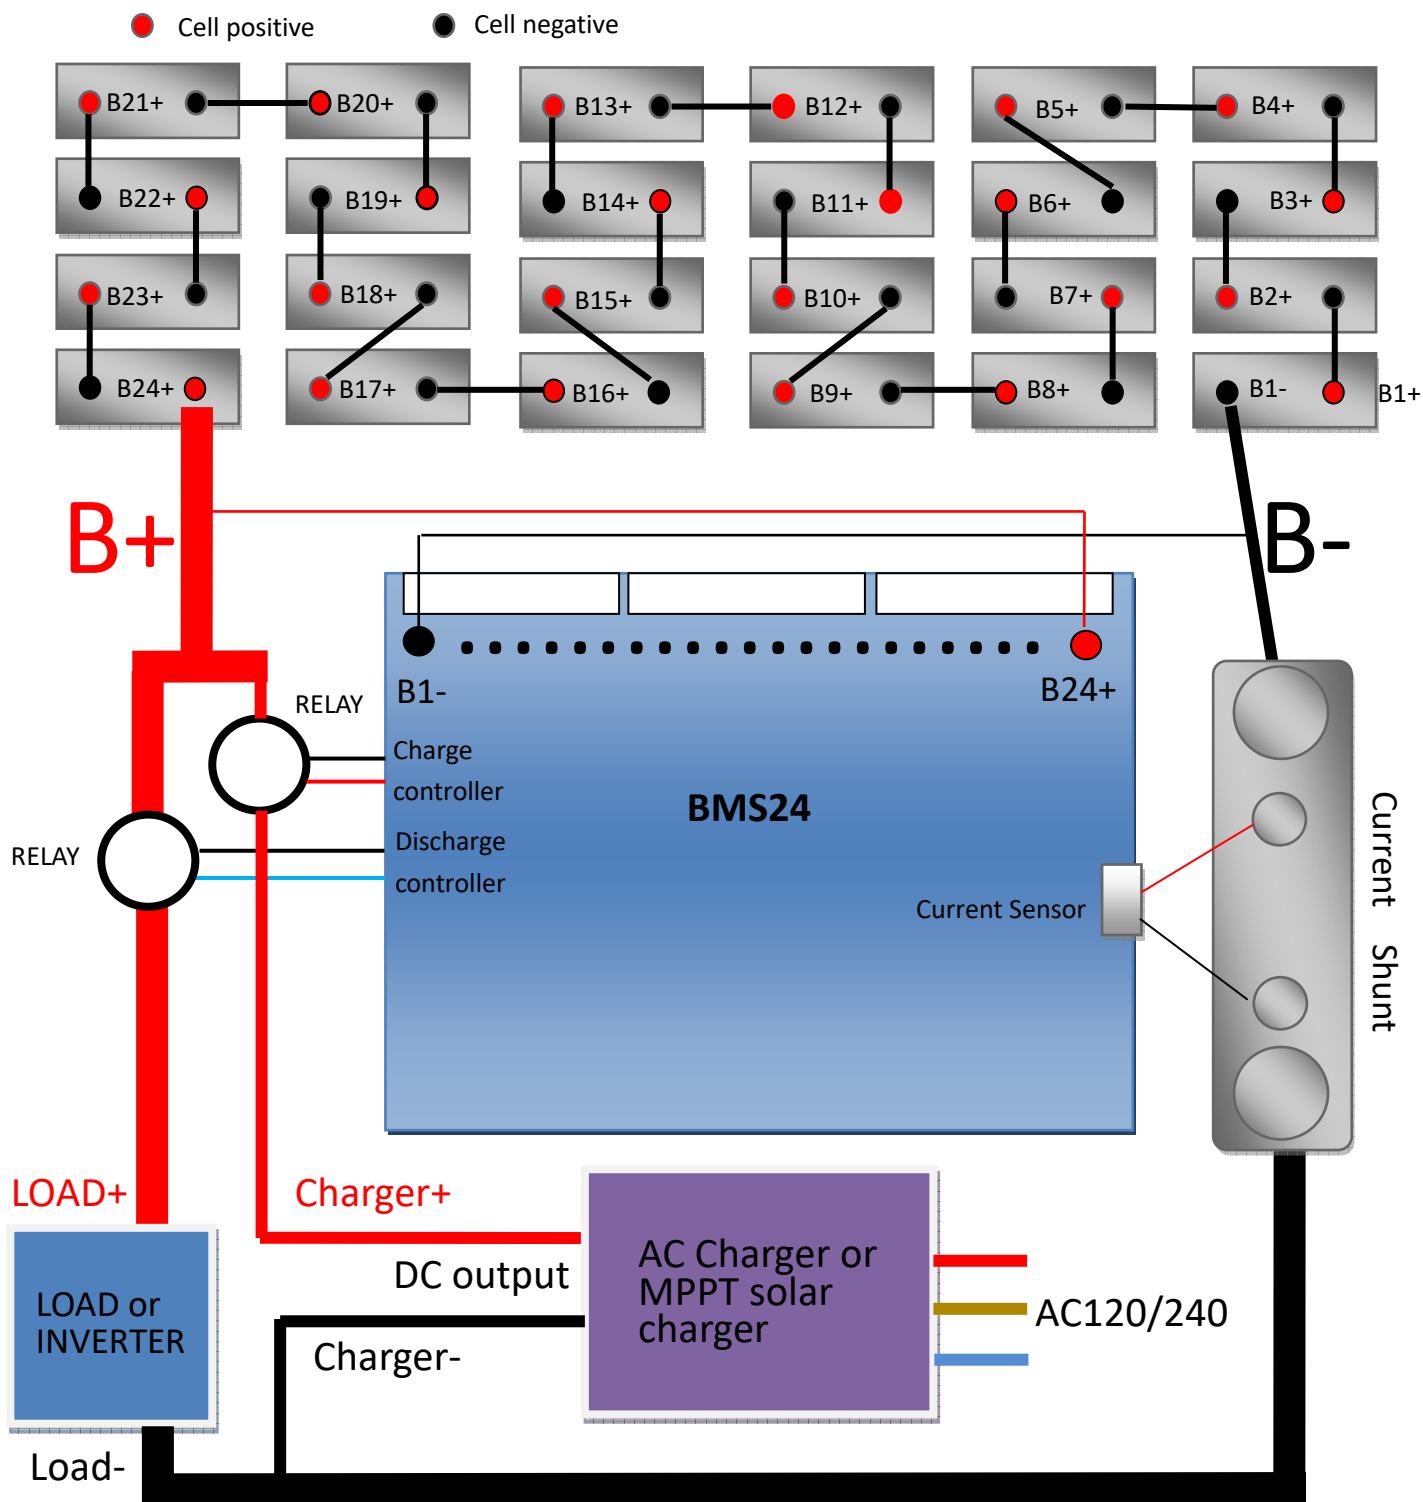 Cell positive
Cell negative
B21+
B20+
B13+
B12+
B5+
B4+
B22+
B19+
B14+
B11+
B6+
B3+
B23+
B18+
B15+
B10+
B7+
B2+
B24+
B17+
B16+
B9+
B8+
B1-
B1+
B+
B-
B1-
B24+
RELAY
Charge
controller
BMS24
Discharge
controller
RELAY
Current Sensor
Current Shunt
LOAD+
Charger+
DC output
AC Charger or
MPPT solar
charger
AC120/240
LOAD or
INVERTER
Charger-
Load-